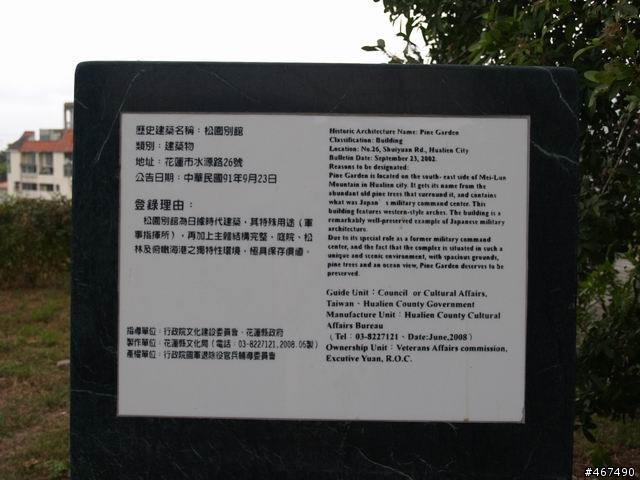 歷史建築名稱：松園別館
類別：建築物
地址：花蓮市水源路26號
公告日期：中華民國91年9月23日
登錄理由：
松園別館為日據時代建築，其特殊用途（軍
事指揮所），再加上主體結構完整、庭院、松
林及俯瞰海港之獨特性環境，極具保存價值。
指導單位：行政院文化建設委員會、花蓮縣政府
製作單位：花蓮縣文化局（電話：03-8227121,2008.06製）
產權單位：行政院國軍退除役官兵輔導委員會
Historic Architecture Name: Pine Garden
Classification: Building
Location: No.26, Shuiyuan Rd., Hualien City
Bulletin Date: September 23, 2002.
Reasons to be designated:
Pine Garden is located on the south- east side of Mei-Lun
Mountain in Hualien city. It gets its name from the
abundant old pine trees that surround it, and contains
what was Japan's military command center. This
building features western-style arches. The building is a
remarkably well-preserved example of Japanese military
architecture.
Due to its special role as a former military command
center, and the fact that the complex is situated in such a
unique and scenic environment, with spacious grounds,
pine trees and an ocean view, Pine Garden deserves to be
preserved.
Guide Unit：Council or Cultural Affairs,
Taiwan、Hualien County Government
Manufacture Unit：Hualien County Cultural
Affairs Bureau
（Tel：03-8227121、Date:June,2008）
Ownership Unit：Veterans Affairs commission,
Excutive Yuan, R.O.C.
#467490